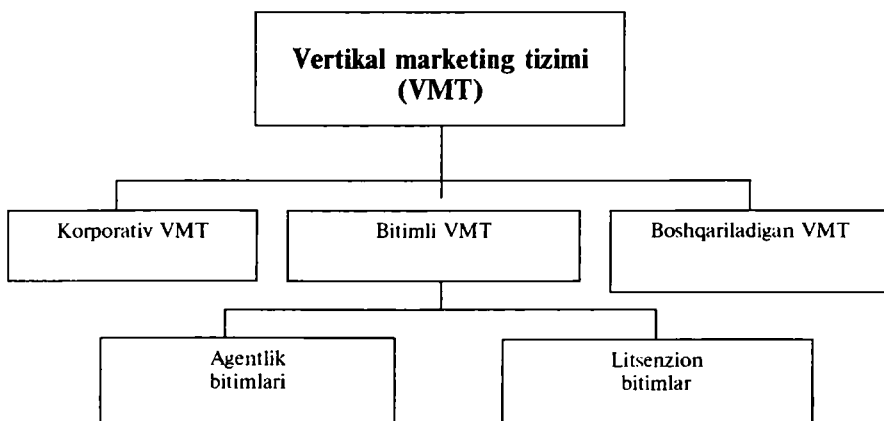 Vertikal marketing tizimi
(VMT)
Korporativ VMT
Bitimli VMT
Boshqariladigan VMT
Agentlik
bitimlari
Litsenzion
bitimlar